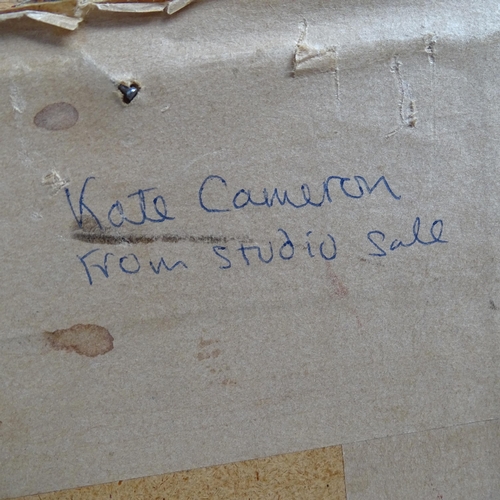 Kate Cameron
From studio sale